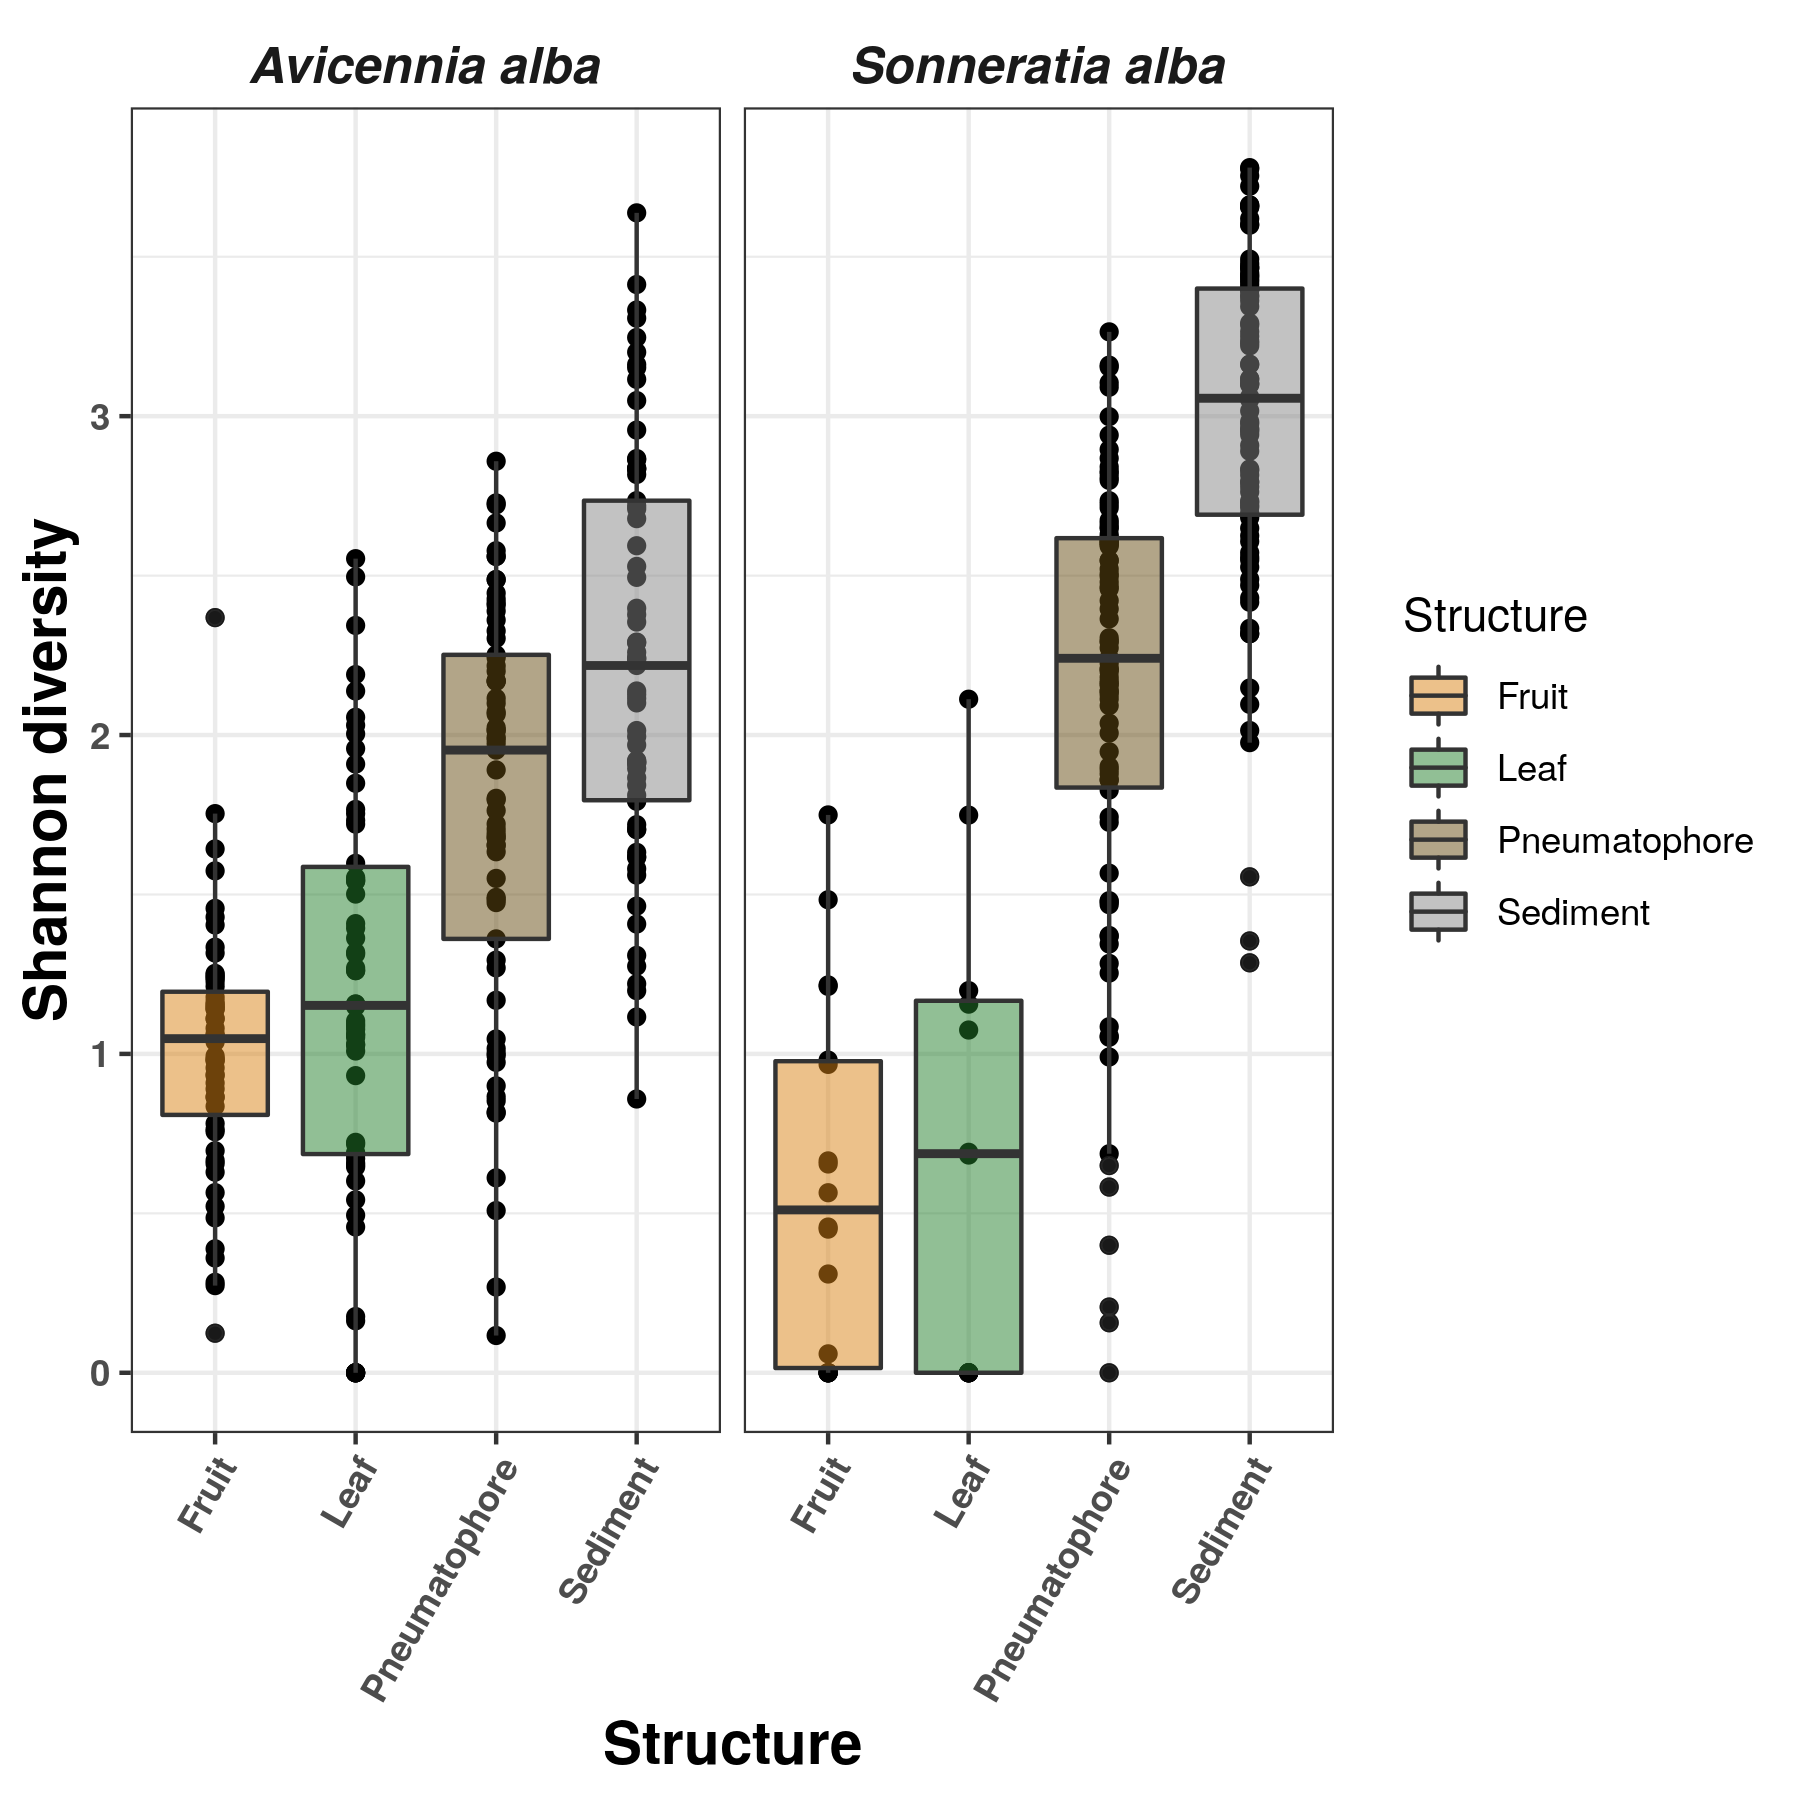 Avicennia alba
Sonneratia alba
Shannon diversity
3
2
1
0
Fruit
Leaf
Pneumatophore
Sediment
Fruit
Leaf
Pneumatophore
Sediment
Structure
Structure
Fruit
Leaf
Pneumatophore
Sediment